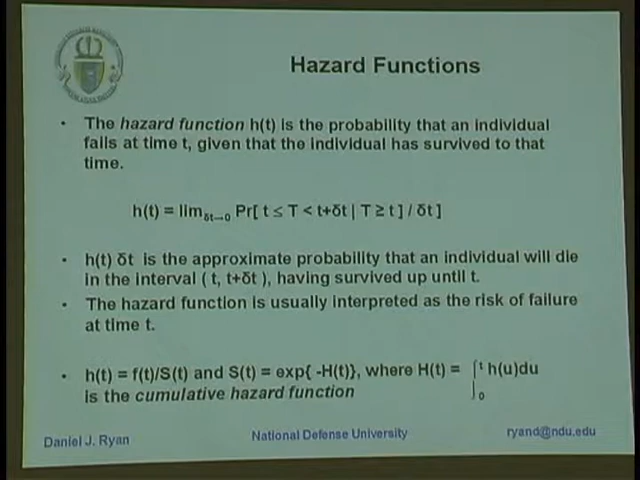 Hazard Functions
• The hazard function h(t) is the probability that an individual
fails at time t, given that the individual has survived to that
time.
h(t) = lim δt→0 Pr[ t ≤ T < t+δt | T ≥ t ] / δt ]
• h(t) δt is the approximate probability that an individual will die
in the interval ( t, t+δt ), having survived up until t.
• The hazard function is usually interpreted as the risk of failure
at time t.
• h(t) = f(t)/S(t) and S(t) = exp{ -H(t)}, where H(t) = ∫₀ᵗ h(u)du
is the cumulative hazard function
Daniel J. Ryan
National Defense University
ryand@ndu.edu